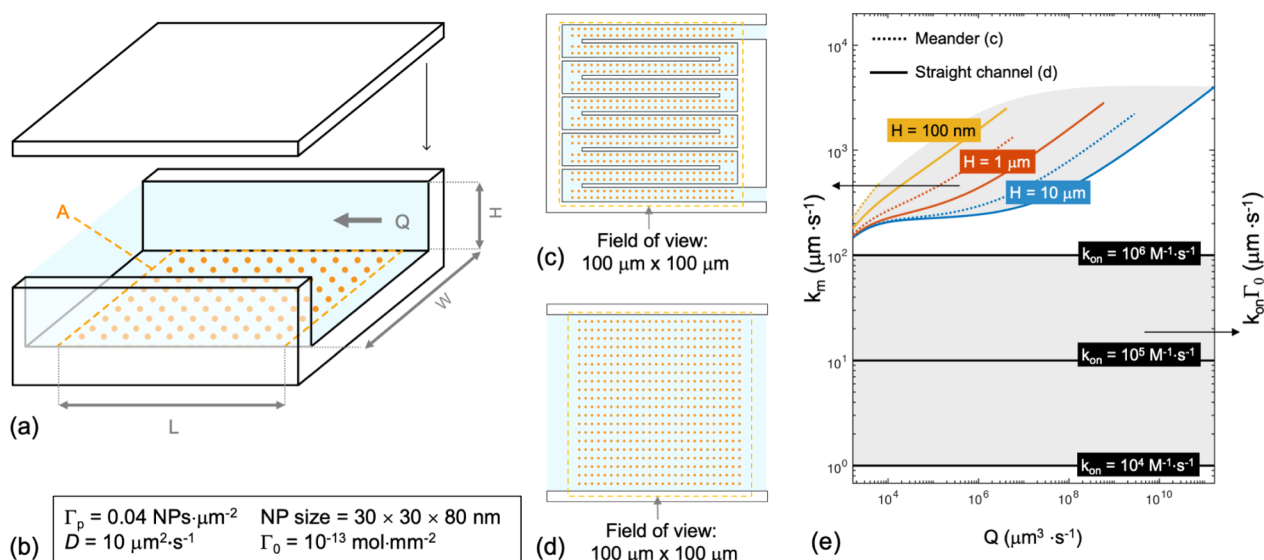 A
Q
H
W
L
(a)
(b)
Γp = 0.04 NPs·µm⁻²
NP size = 30 × 30 × 80 nm
D = 10 µm²·s⁻¹
Γ0 = 10⁻¹³ mol·mm⁻²
Field of view:
100 µm x 100 µm
(c)
Field of view:
100 µm x 100 µm
(d)
10⁴
10³
10²
10¹
10⁰
km (µm·s⁻¹)
Meander (c)
Straight channel (d)
H = 100 nm
H = 1 µm
H = 10 µm
kon = 10⁶ M⁻¹·s⁻¹
kon = 10⁵ M⁻¹·s⁻¹
kon = 10⁴ M⁻¹·s⁻¹
konΓ0 (µm·s⁻¹)
10⁴
10⁶
10⁸
10¹⁰
Q (µm³·s⁻¹)
(e)